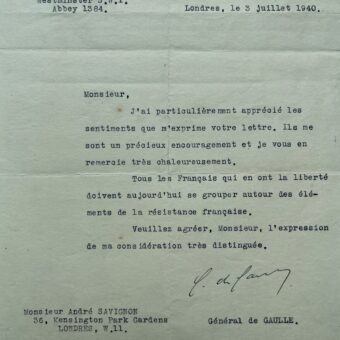 Westminster S.W.1.
Abbey 1384.
Londres, le 3 juillet 1940.
Monsieur,
J'ai particulièrement apprécié les
sentiments que m'exprime votre lettre. Ils me
sont un précieux encouragement et je vous en
remercie très chaleureusement.
Tous les Français qui en ont la liberté
doivent aujourd'hui se grouper autour des élé-
ments de la résistance française.
Veuillez agréer, Monsieur, l'expression
de ma considération très distinguée.
C. de Gaulle
Monsieur André SAVIGNON
36, Kensington Park Gardens
LONDRES, W.11.
Général de GAULLE.